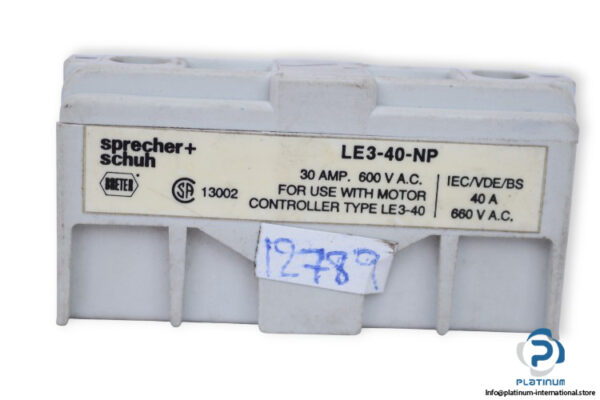 sprecher+
schuh
LE3-40-NP
SA 13002
30 AMP. 600 V A.C.
FOR USE WITH MOTOR
CONTROLLER TYPE LE3-40
IEC/VDE/BS
40 A
660 V A.C.
12789
PLATINUM
Info@platinum-international.store